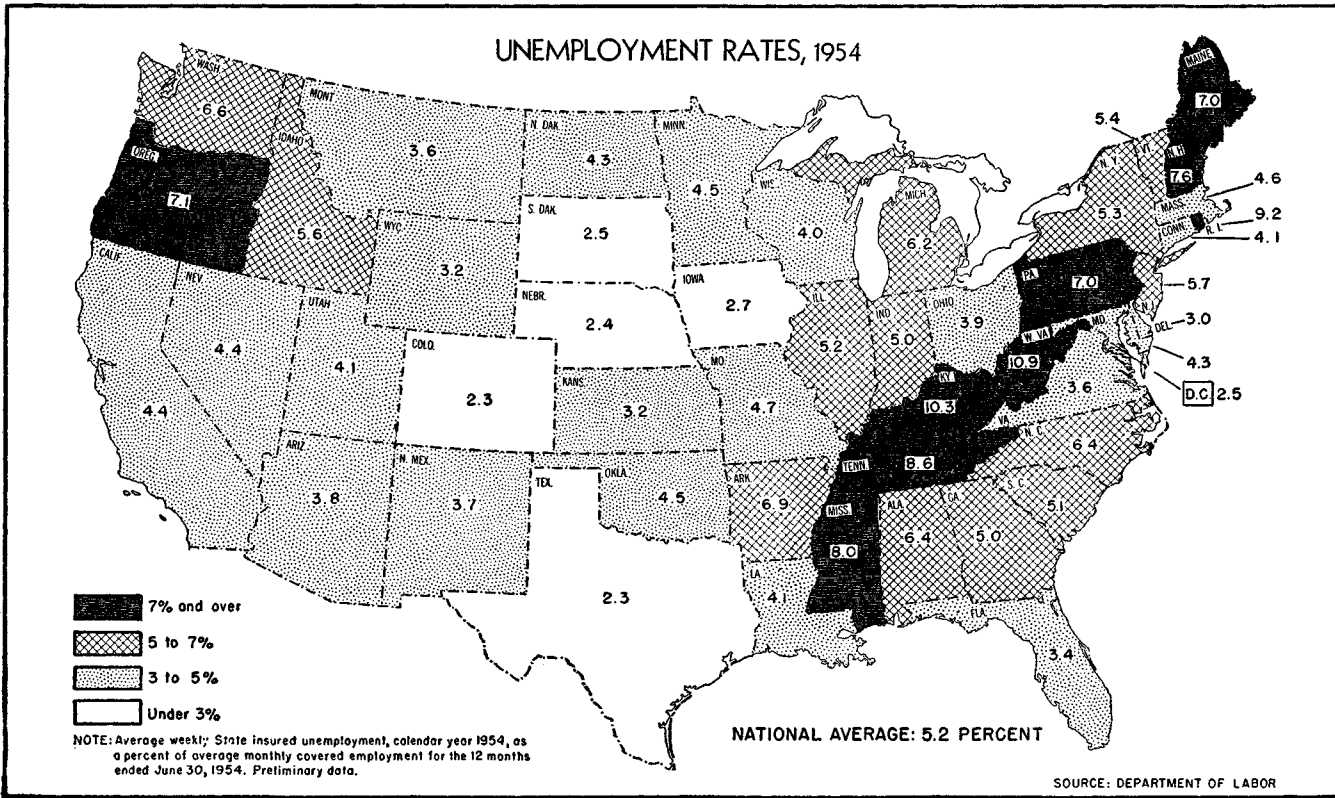 UNEMPLOYMENT RATES, 1954
WASH.
6.6
OREG.
7.1
IDAHO
5.6
MONT
3.6
WYO.
3.2
N. DAK.
4.3
S. DAK.
2.5
NEBR.
2.4
MINN.
4.5
IOWA
2.7
WIS.
4.0
MICH.
6.2
CALIF.
4.4
NEV.
4.4
UTAH
4.1
COLO.
2.3
KANS.
3.2
MO.
4.7
ILL
5.2
IND
5.0
OHIO
3.9
KY.
10.3
W. VA.
10.9
VA.
3.6
PA
7.0
N. Y.
5.3
VT.
5.4
N H
7.6
MAINE
7.0
MASS.
4.6
R. I.
9.2
CONN.
4.1
N. J.
5.7
DEL.
3.0
MD.
4.3
D.C. 2.5
ARIZ
3.8
N. MEX.
3.7
TEX.
2.3
OKLA.
4.5
ARK
6.9
LA
4.1
TENN.
8.6
MISS.
8.0
ALA.
6.4
GA
5.0
N. C.
6.4
S. C.
5.1
FLA.
3.4
7% and over
5 to 7%
3 to 5%
Under 3%
NOTE: Average weekly State insured unemployment, calendar year 1954, as
a percent of average monthly covered employment for the 12 months
ended June 30, 1954. Preliminary data.
NATIONAL AVERAGE: 5.2 PERCENT
SOURCE: DEPARTMENT OF LABOR